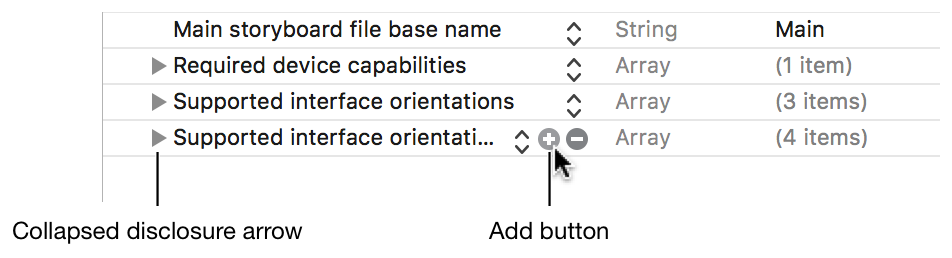 Main storyboard file base name String Main
Required device capabilities Array (1 item)
Supported interface orientations Array (3 items)
Supported interface orientati... Array (4 items)
Collapsed disclosure arrow Add button